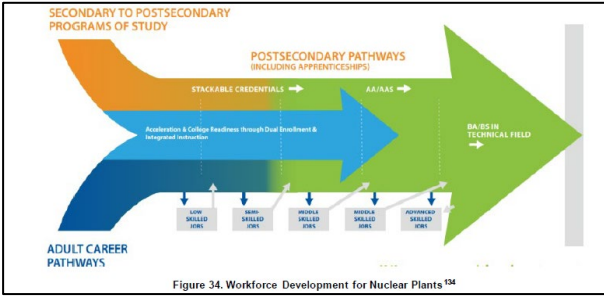 SECONDARY TO POSTSECONDARY
PROGRAMS OF STUDY
POSTSECONDARY PATHWAYS
(INCLUDING APPRENTICESHIPS)
STACKABLE CREDENTIALS
AA/AAS
Acceleration & College Readiness through Dual Enrollment &
Integrated Instruction
BA/BS IN
TECHNICAL FIELD
LOW
SKILLED
JOBS
SEMI-
SKILLED
JOBS
MIDDLE
SKILLED
JOBS
MIDDLE
SKILLED
JOBS
ADVANCED
SKILLED
JOBS
ADULT CAREER
PATHWAYS
Figure 34. Workforce Development for Nuclear Plants134